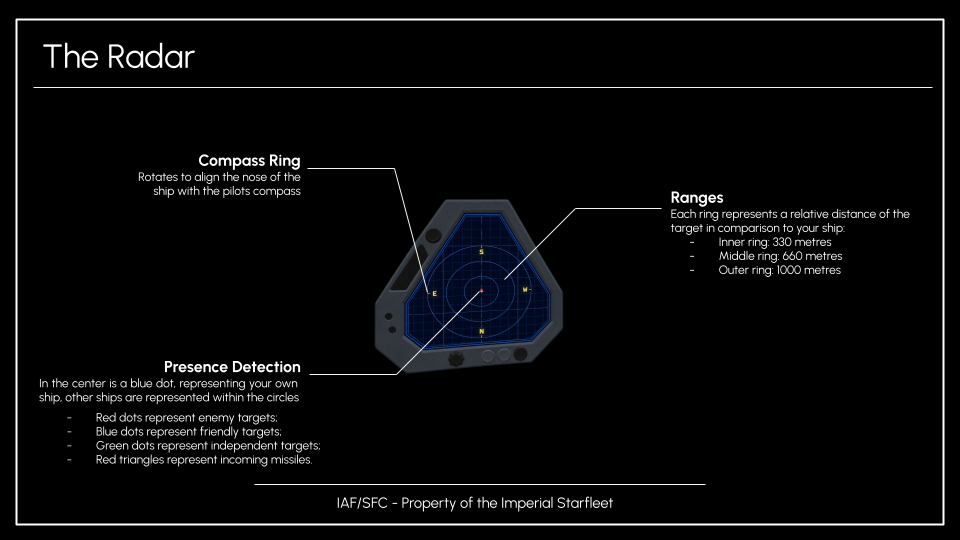 The Radar
Compass Ring
Rotates to align the nose of the
ship with the pilots compass
Ranges
Each ring represents a relative distance of the
target in comparison to your ship:
- Inner ring: 330 metres
- Middle ring: 660 metres
- Outer ring: 1000 metres
S
E
W
N
Presence Detection
In the center is a blue dot, representing your own
ship, other ships are represented within the circles
- Red dots represent enemy targets;
- Blue dots represent friendly targets;
- Green dots represent independent targets;
- Red triangles represent incoming missiles.
IAF/SFC - Property of the Imperial Starfleet